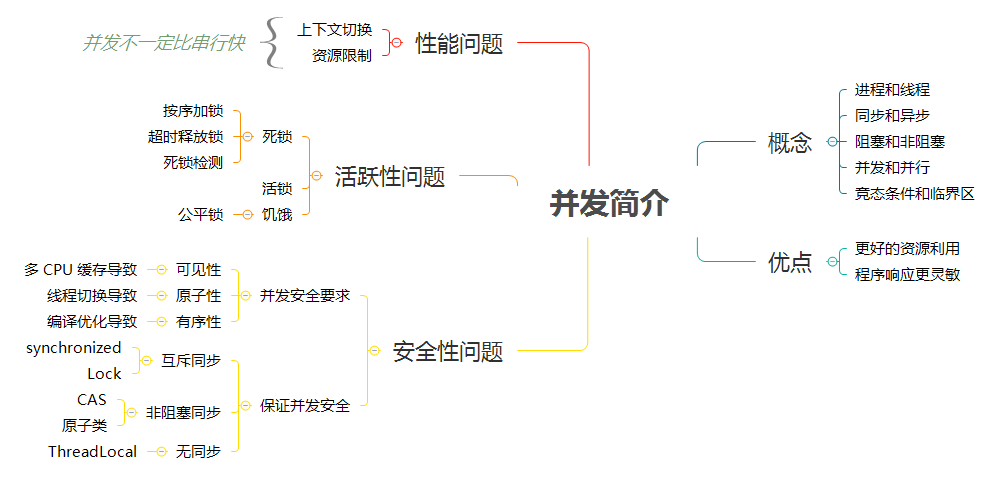 并发简介
概念
进程和线程
同步和异步
阻塞和非阻塞
并发和并行
竟态条件和临界区
优点
更好的资源利用
程序响应更灵敏
性能问题
上下文切换
资源限制
并发不一定比串行快
活跃性问题
死锁
按序加锁
超时释放锁
死锁检测
活锁
饥饿
公平锁
安全性问题
并发安全要求
可见性
多 CPU 缓存导致
原子性
线程切换导致
有序性
编译优化导致
保证并发安全
互斥同步
synchronized
Lock
非阻塞同步
CAS
原子类
无同步
ThreadLocal